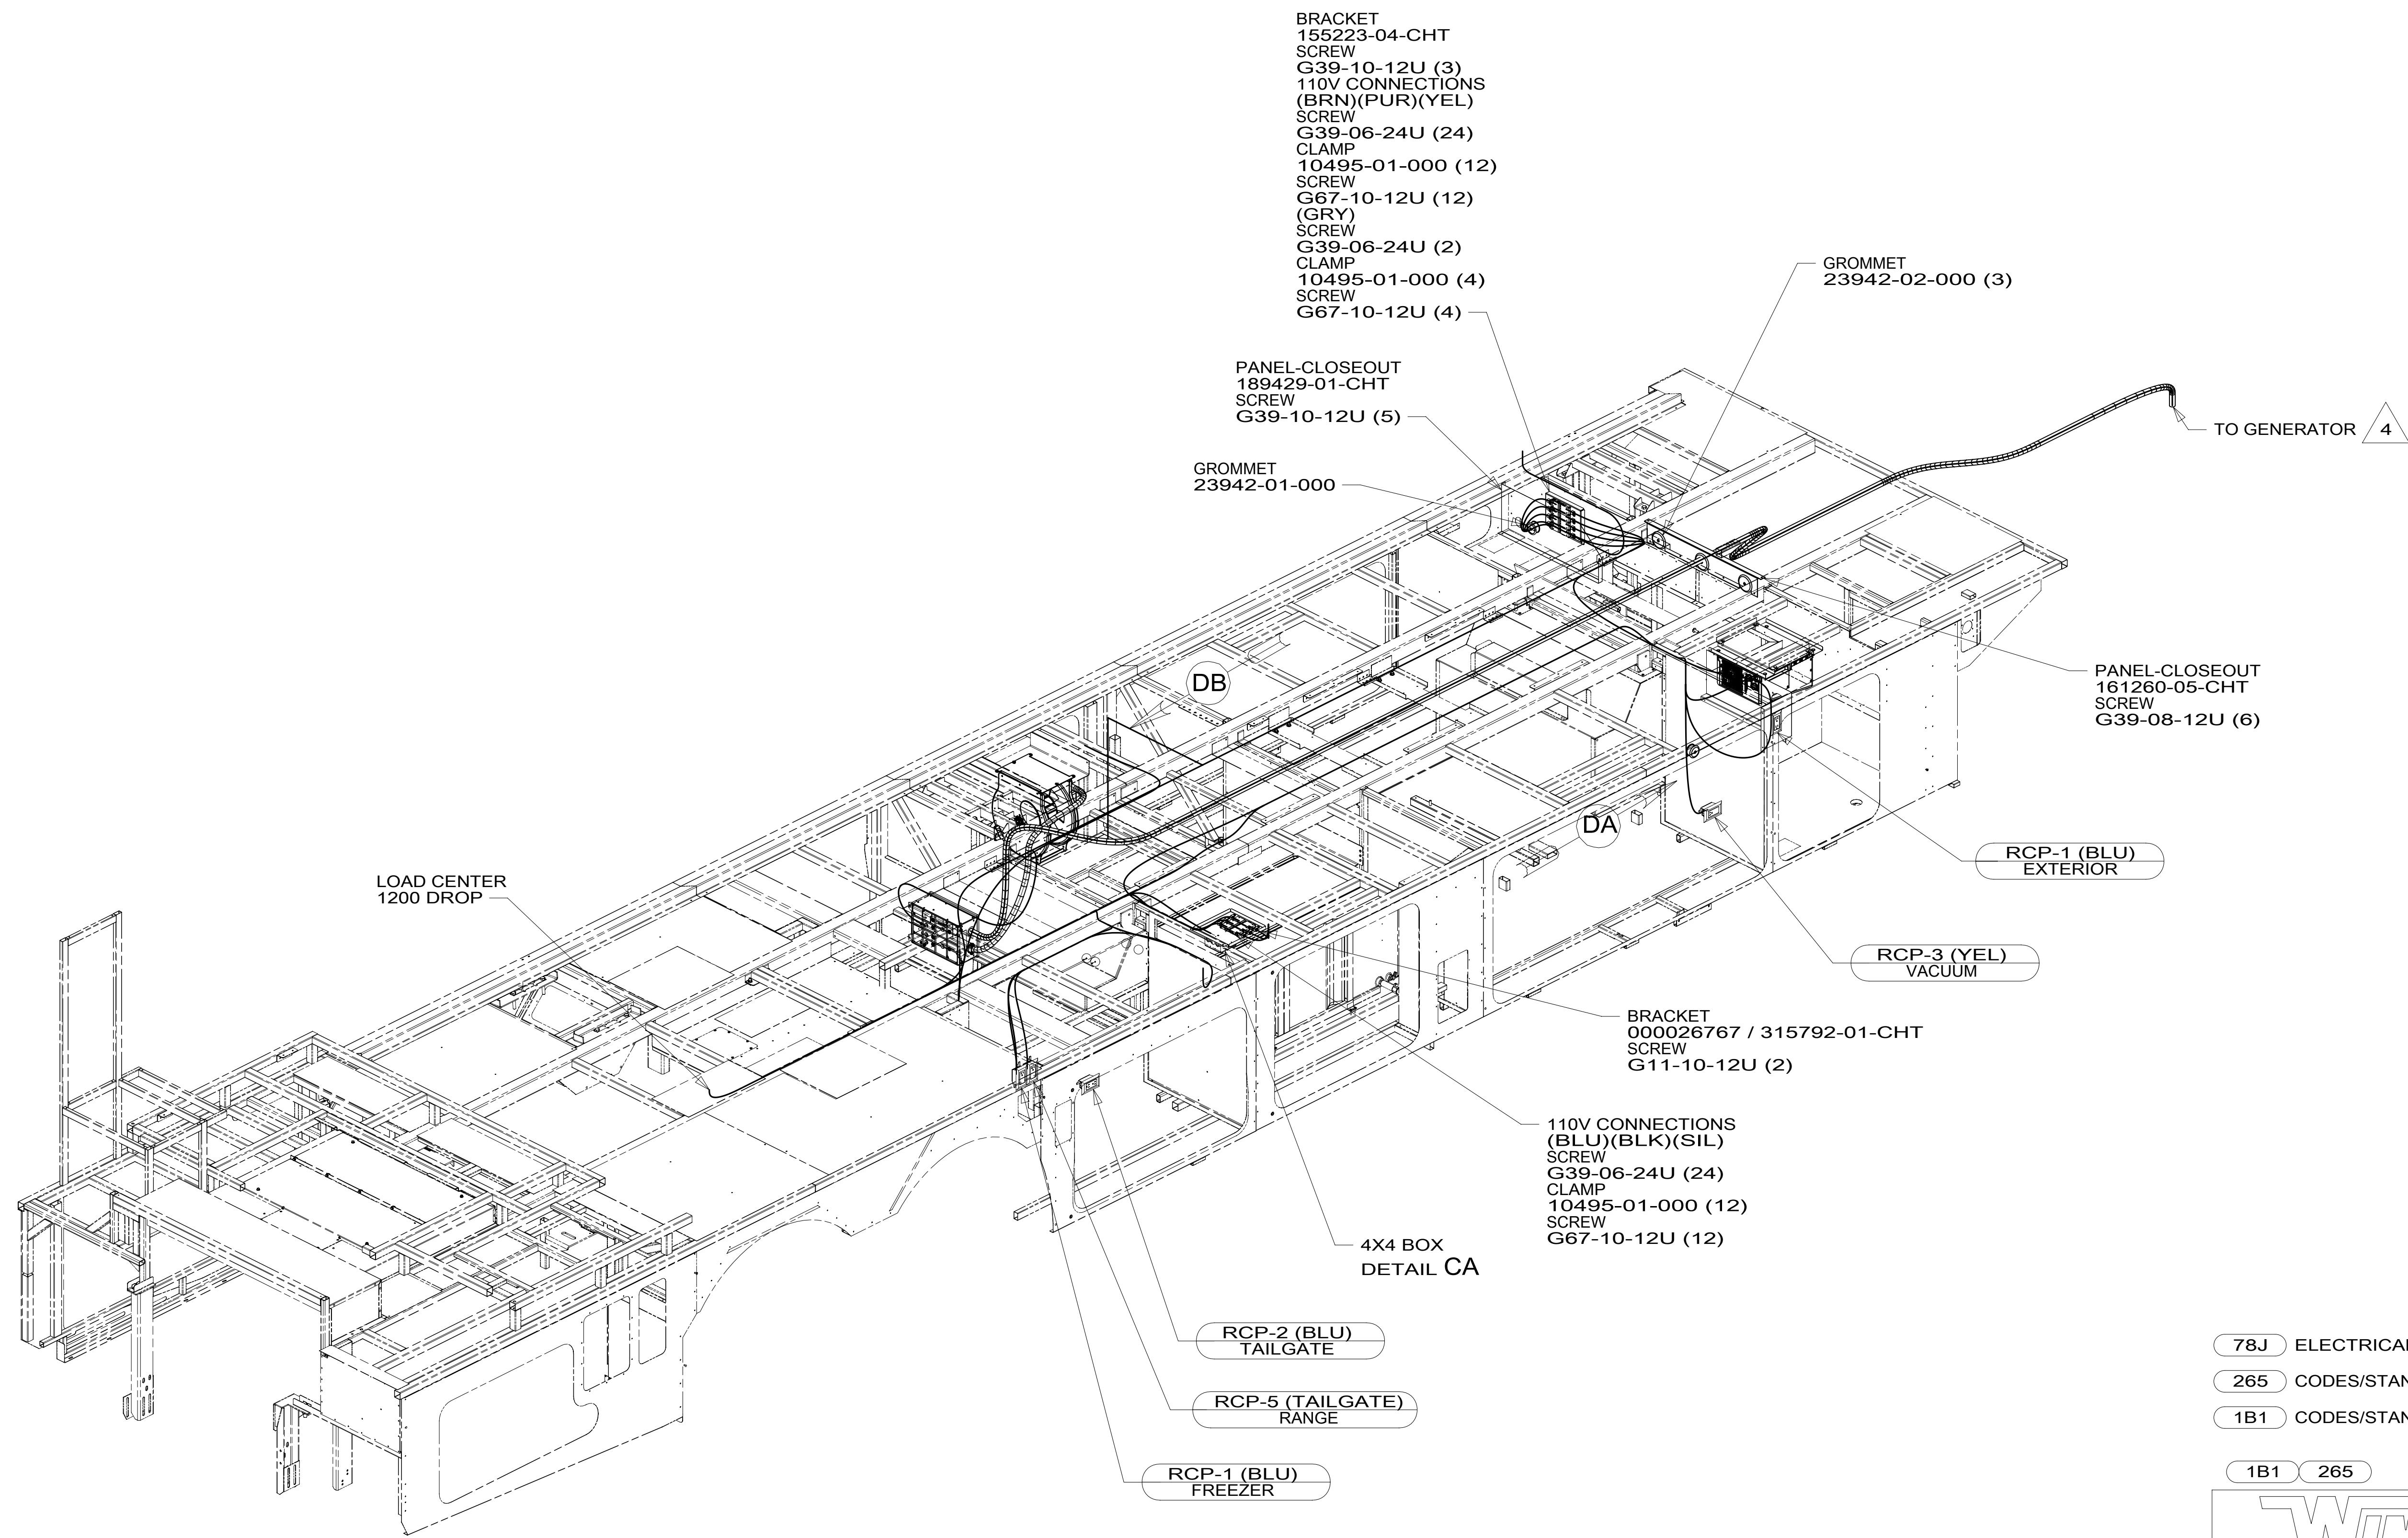 BRACKET
155223-04-CHT
SCREW
G39-10-12U (3)
110V CONNECTIONS
(BRN)(PUR)(YEL)
SCREW
G39-06-24U (24)
CLAMP
10495-01-000 (12)
SCREW
G67-10-12U (12)
(GRY)
SCREW
G39-06-24U (2)
CLAMP
10495-01-000 (4)
SCREW
G67-10-12U (4)
GROMMET
23942-02-000 (3)
PANEL-CLOSEOUT
189429-01-CHT
SCREW
G39-10-12U (5)
TO GENERATOR 4
GROMMET
23942-01-000
DB
PANEL-CLOSEOUT
161260-05-CHT
SCREW
G39-08-12U (6)
DA
RCP-1 (BLU)
EXTERIOR
LOAD CENTER
1200 DROP
RCP-3 (YEL)
VACUUM
BRACKET
000026767 / 315792-01-CHT
SCREW
G11-10-12U (2)
110V CONNECTIONS
(BLU)(BLK)(SIL)
SCREW
G39-06-24U (24)
CLAMP
10495-01-000 (12)
SCREW
G67-10-12U (12)
4X4 BOX
DETAIL CA
RCP-2 (BLU)
TAILGATE
RCP-5 (TAILGATE)
RANGE
RCP-1 (BLU)
FREEZER
78J ELECTRICAL
265 CODES/STAN
1B1 CODES/STAN
1B1 265